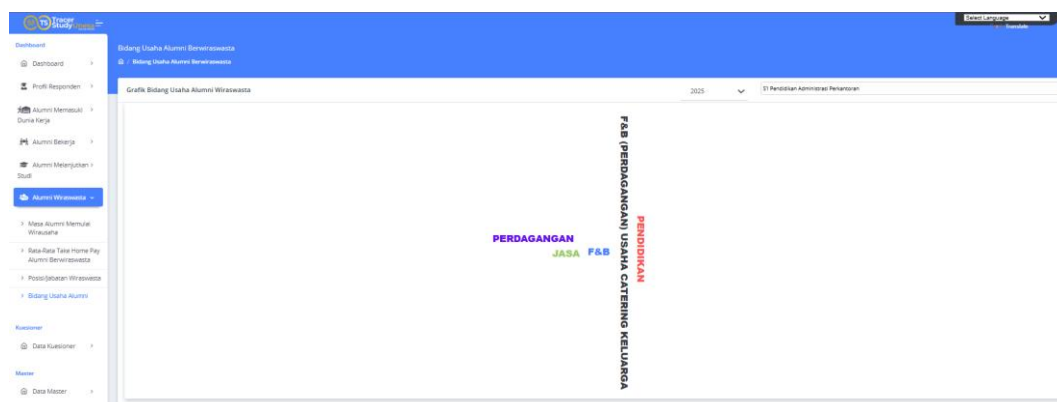 TS Tracer
Study Unesa
Select Language
Translate
Dashboard
Dashboard
Profil Responden
Alumni Memasuki
Dunia Kerja
Alumni Bekerja
Alumni Melanjutkan
Studi
Alumni Wiraswasta
Masa Alumni Memulai
Wirausaha
Rata-Rata Take Home Pay
Alumni Berwiraswasta
Posisi/Jabatan Wiraswasta
Bidang Usaha Alumni
Kuesioner
Data Kuesioner
Master
Data Master
Bidang Usaha Alumni Berwiraswasta
/ Bidang Usaha Alumni Berwiraswasta
Grafik Bidang Usaha Alumni Wiraswasta
2025
S1 Pendidikan Administrasi Perkantoran
PERDAGANGAN
JASA
F&B
F&B (PERDAGANGAN) USAHA CATERING KELUARGA
PENDIDIKAN